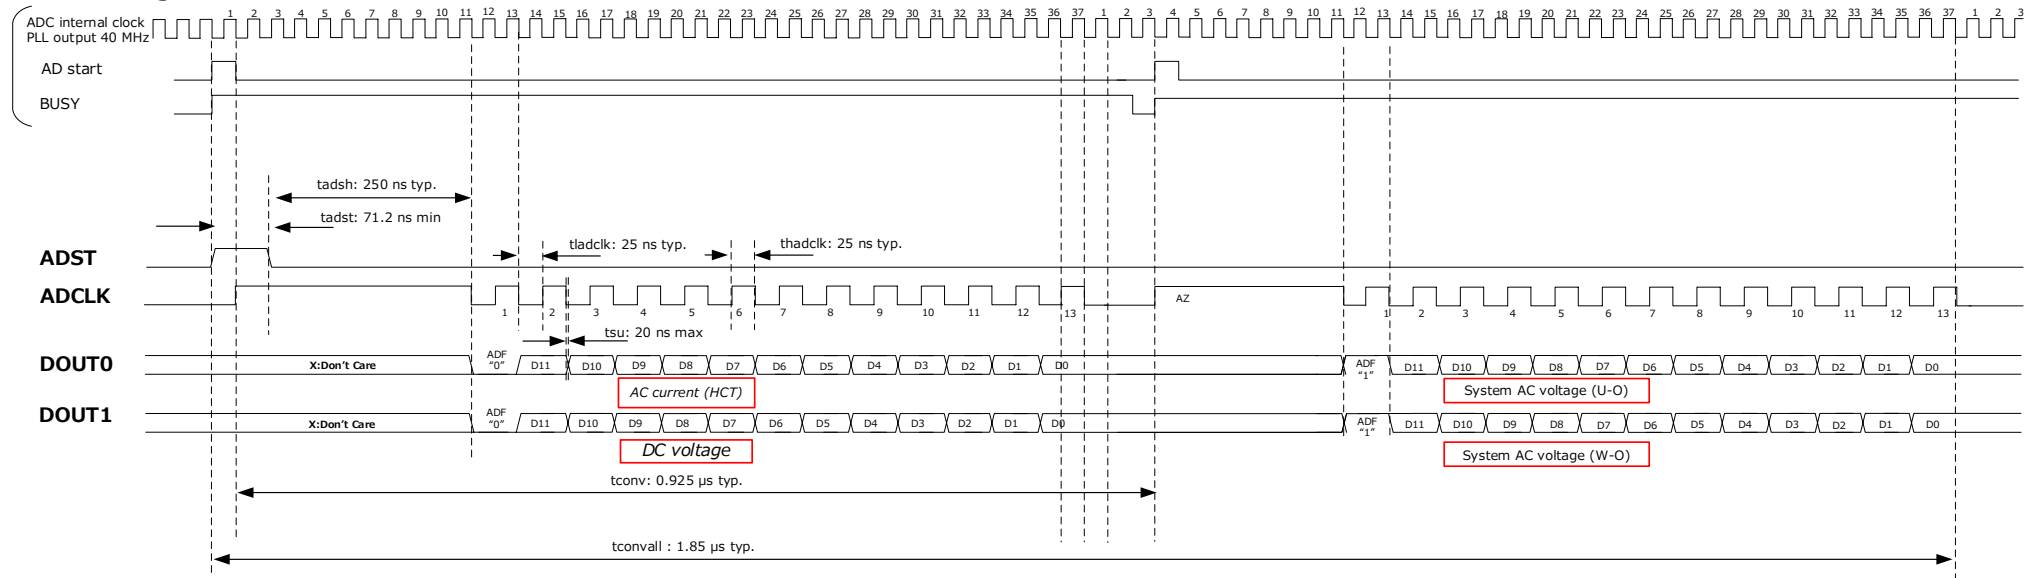 1 2 3 4 5 6 7 8 9 10 11 12 13 14 15 16 17 18 19 20 21 22 23 24 25 26 27 28 29 30 31 32 33 34 35 36 37 1 2 3 4 5 6 7 8 9 10 11 12 13 14 15 16 17 18 19 20 21 22 23 24 25 26 27 28 29 30 31 32 33 34 35 36 37 1 2 3
ADC internal clock
PLL output 40 MHz
AD start
BUSY
tadsh: 250 ns typ.
tadst: 71.2 ns min
tladclk: 25 ns typ.
thadclk: 25 ns typ.
ADST
ADCLK
AZ
1 2 3 4 5 6 7 8 9 10 11 12 13 1 2 3 4 5 6 7 8 9 10 11 12 13
tsu: 20 ns max
DOUT0
X:Don't Care
ADF
"0"
D11 D10 D9 D8 D7 D6 D5 D4 D3 D2 D1 D0
ADF
"1"
D11 D10 D9 D8 D7 D6 D5 D4 D3 D2 D1 D0
AC current (HCT)
System AC voltage (U-O)
DOUT1
X:Don't Care
ADF
"0"
D11 D10 D9 D8 D7 D6 D5 D4 D3 D2 D1 D0
ADF
"1"
D11 D10 D9 D8 D7 D6 D5 D4 D3 D2 D1 D0
DC voltage
System AC voltage (W-O)
tconv: 0.925 μs typ.
tconvall : 1.85 μs typ.